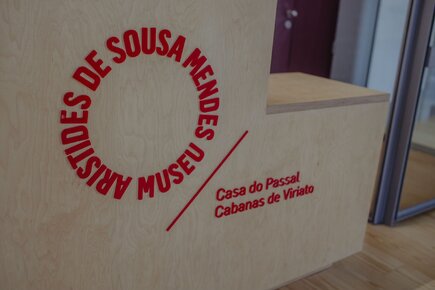 ARISTIDES DE SOUSA MENDES MUSEU
Casa do Passal
Cabanas de Viriato